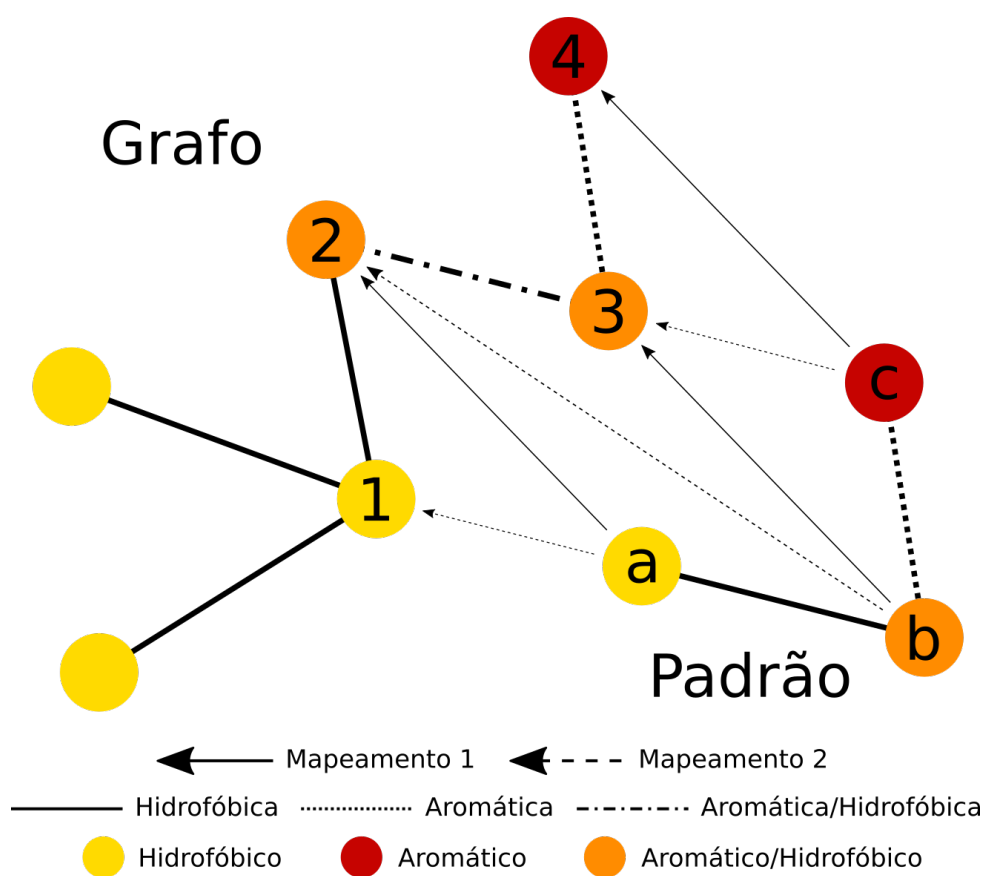 4
Grafo
2
3
c
1
a
b
Padrão
Mapeamento 1 Mapeamento 2
Hidrofóbica Aromática Aromática/Hidrofóbica
Hidrofóbico Aromático Aromático/Hidrofóbico